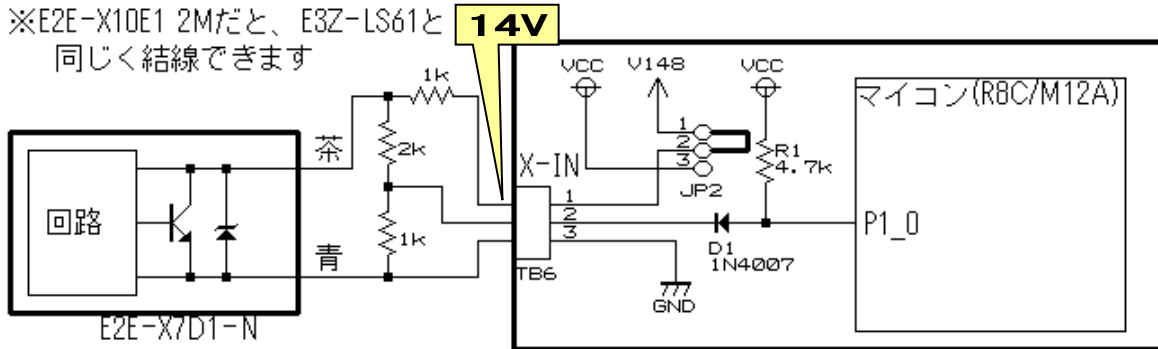 ※E2E-X10E1 2Mだと、E3Z-LS61と
同じく結線できます
14V
1k
VCC
V148
VCC
マイコン(R8C/M12A)
茶
2k
1
2
3
JP2
R1
4.7k
X-IN
回路
1k
1
2
3
P1_0
D1
1N4007
青
TB6
GND
E2E-X7D1-N